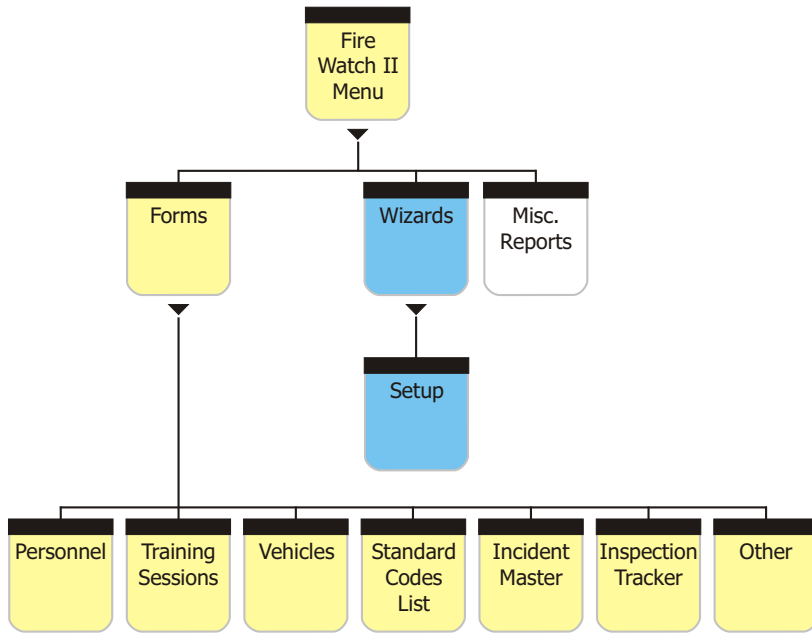 Fire
Watch II
Menu
Forms
Wizards
Misc.
Reports
Setup
Personnel
Training
Sessions
Vehicles
Standard
Codes
List
Incident
Master
Inspection
Tracker
Other